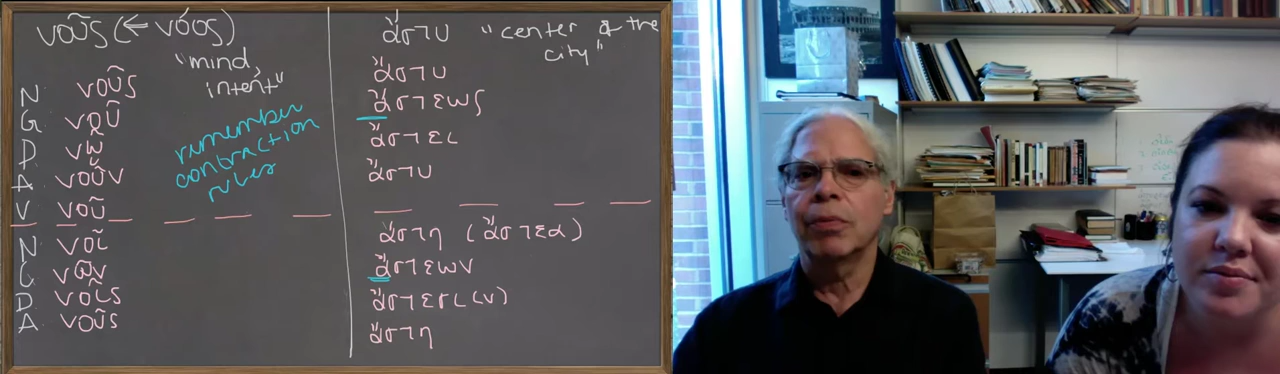 νοῦς (← νόος)
"mind,
intent"
N νοῦς
G νοῦ
D νῷ
A νοῦν
V νοῦ
N νοῖ
G νῶν
D νοῖς
A νοῦς
remember
contraction
rules
ἄστυ "center of the
city"
ἄστυ
ἄστεως
ἄστει
ἄστυ
ἄστη (ἄστεα)
ἄστεων
ἄστεσι(ν)
ἄστη